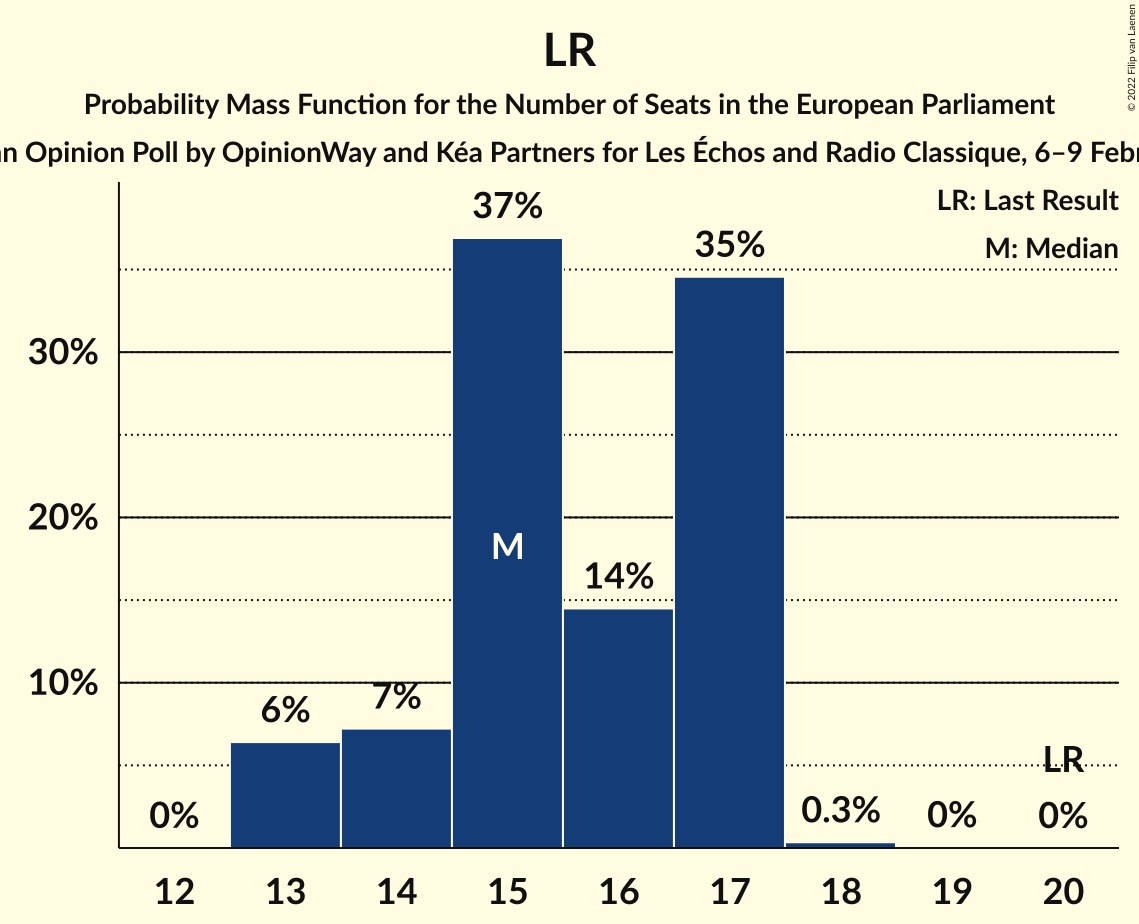 LR
Probability Mass Function for the Number of Seats in the European Parliament
Opinion Poll by OpinionWay and Kéa Partners for Les Échos and Radio Classique, 6–9
© 2022 Filip van Laenen
LR: Last Result
M: Median
37%
35%
30%
20%
M
14%
10%
7%
6%
LR
0%
0.3%
0%
0%
12 13 14 15 16 17 18 19 20